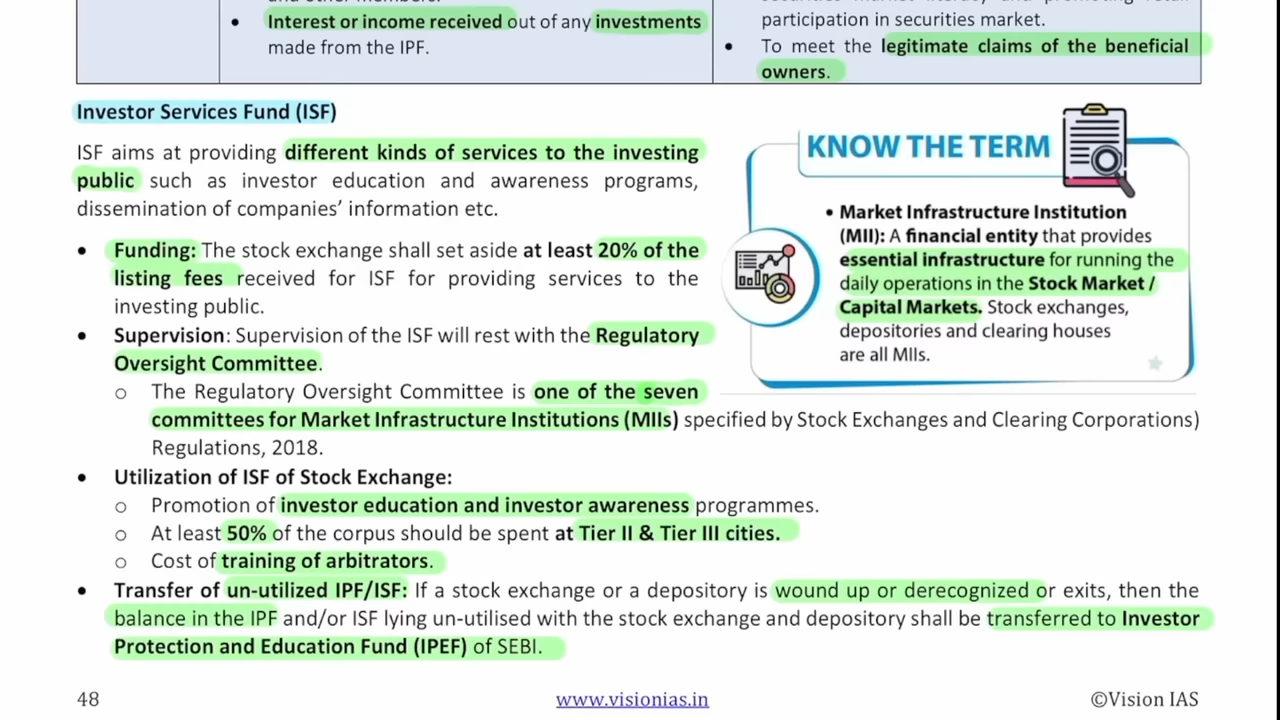 and other members.
• Interest or income received out of any investments
made from the IPF.
securities market literacy and promoting retail
participation in securities market.
• To meet the legitimate claims of the beneficial
owners.
Investor Services Fund (ISF)
ISF aims at providing different kinds of services to the investing
public such as investor education and awareness programs,
dissemination of companies’ information etc.
• Funding: The stock exchange shall set aside at least 20% of the
listing fees received for ISF for providing services to the
investing public.
• Supervision: Supervision of the ISF will rest with the Regulatory
Oversight Committee.
o The Regulatory Oversight Committee is one of the seven
committees for Market Infrastructure Institutions (MIIs) specified by Stock Exchanges and Clearing Corporations)
Regulations, 2018.
KNOW THE TERM
• Market Infrastructure Institution
(MII): A financial entity that provides
essential infrastructure for running the
daily operations in the Stock Market /
Capital Markets. Stock exchanges,
depositories and clearing houses
are all MIIs.
• Utilization of ISF of Stock Exchange:
o Promotion of investor education and investor awareness programmes.
o At least 50% of the corpus should be spent at Tier II & Tier III cities.
o Cost of training of arbitrators.
• Transfer of un-utilized IPF/ISF: If a stock exchange or a depository is wound up or derecognized or exits, then the
balance in the IPF and/or ISF lying un-utilised with the stock exchange and depository shall be transferred to Investor
Protection and Education Fund (IPEF) of SEBI.
48
www.visionias.in
©Vision IAS